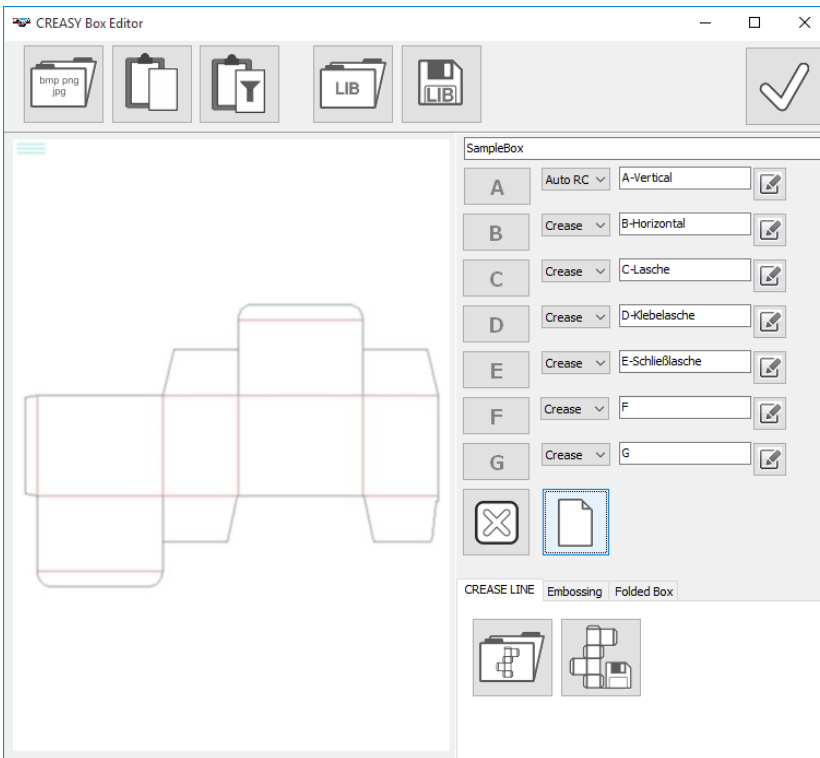 CREASY Box Editor
bmp png
jpg
LIB
LIB
SampleBox
A Auto RC A-Vertical
B Crease B-Horizontal
C Crease C-Lasche
D Crease D-Klebelasche
E Crease E-Schließlasche
F Crease F
G Crease G
CREASE LINE Embossing Folded Box